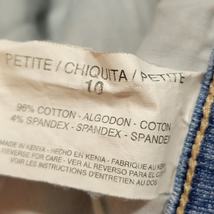 PETITE / CHIQUITA / PETITE
10
96% COTTON - ALGODON - COTON
4% SPANDEX - SPANDEX - SPANDEX
MADE IN KENYA - HECHO EN KENIA - FABRIQUE AU KENYA
REVERSE FOR CARE - VER AL REVERSO PARA EL CUIDADO
VOIR LES INSTRUCTIONS D'ENTRETIEN AU DOS